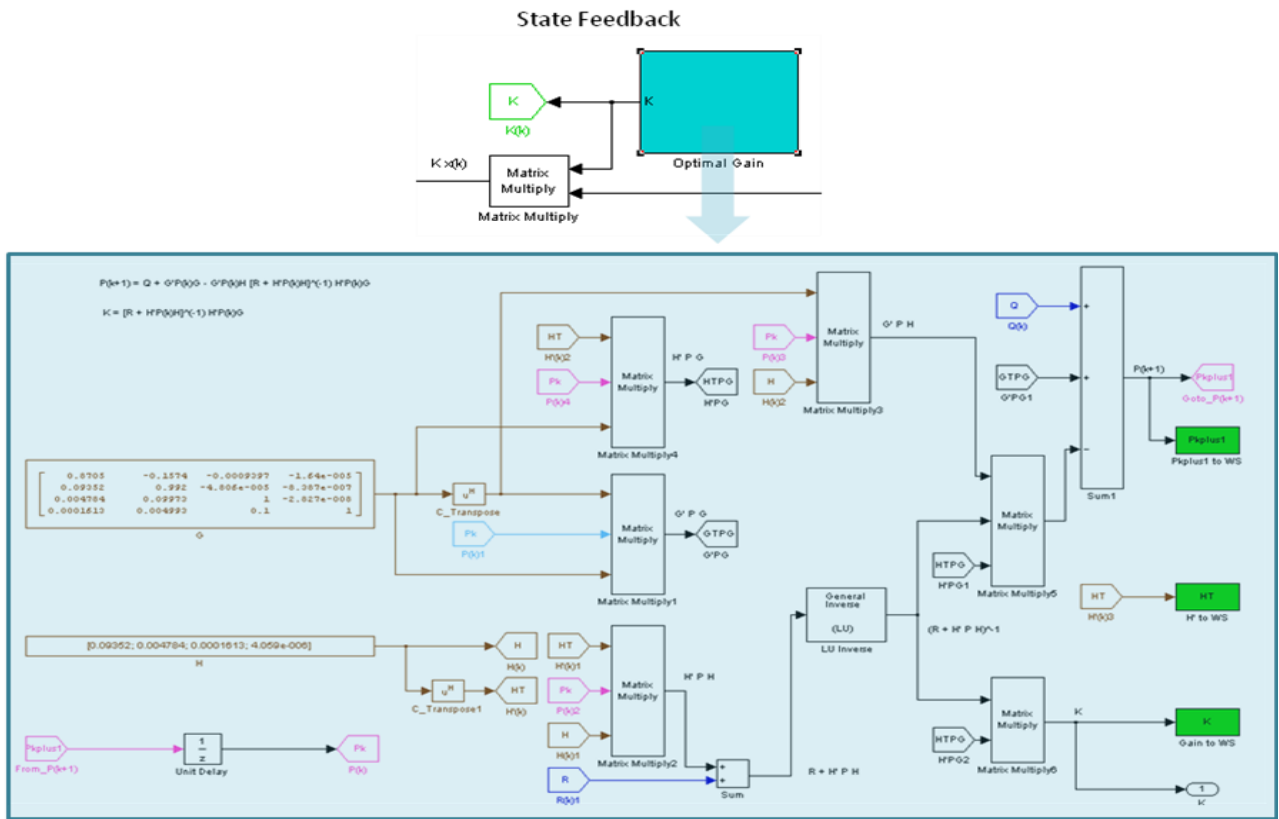 State Feedback
K
K
K(k)
Optimal Gain
K x(k)
Matrix
Multiply
Matrix Multiply
P(k+1) = Q + G'P(k)G - G'P(k)H [R + H'P(k)H]^(-1) H'P(k)G
K = [R + H'P(k)H]^(-1) H'P(k)G
HT
H'(k)2
Pk
P(k)4
Matrix
Multiply
Matrix Multiply4
H' P G
HTPG
H'PG
Pk
P(k)3
H
H(k)2
Matrix
Multiply
Matrix Multiply3
G' P H
Q
Q(k)
GTPG
G'PG1
Sum1
P(k+1)
Pkplus1
Goto_P(k+1)
Pkplus1
Pkplus1 to WS
0.8705 -0.1574 -0.0009397 -1.64e-005
0.09352 0.992 -4.806e-005 -8.387e-007
0.004784 0.09973 1 -2.827e-008
0.0001613 0.004993 0.1 1
G
uH
C_Transpose
Pk
P(k)1
Matrix
Multiply
Matrix Multiply1
G' P G
GTPG
G'PG
Matrix
Multiply
HTPG
H'PG1
Matrix Multiply5
General
Inverse
(LU)
LU Inverse
(R + H' P H)^-1
HT
H'(k)3
HT
H' to WS
[0.09352; 0.004784; 0.0001613; 4.059e-006]
H
H
H(k)
uH
C_Transpose1
HT
H'(k)
HT
H'(k)1
Pk
P(k)2
H
H(k)1
Matrix
Multiply
Matrix Multiply2
H' P H
R
R(k)1
+
+
Sum
R + H' P H
Matrix
Multiply
HTPG
H'PG2
Matrix Multiply6
K
K
Gain to WS
1
K
Pkplus1
From_P(k+1)
1
z
Unit Delay
Pk
P(k)